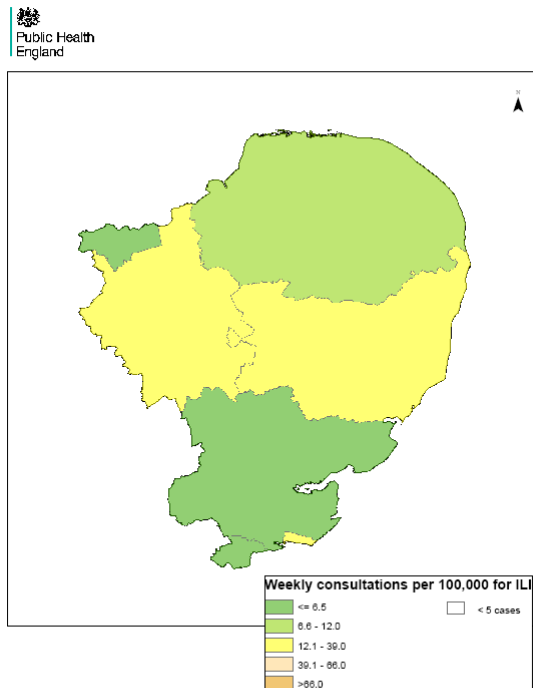 Public Health
England
N
Weekly consultations per 100,000 for ILI
<= 6.5
< 5 cases
6.6 - 12.0
12.1 - 39.0
39.1 - 66.0
>66.0